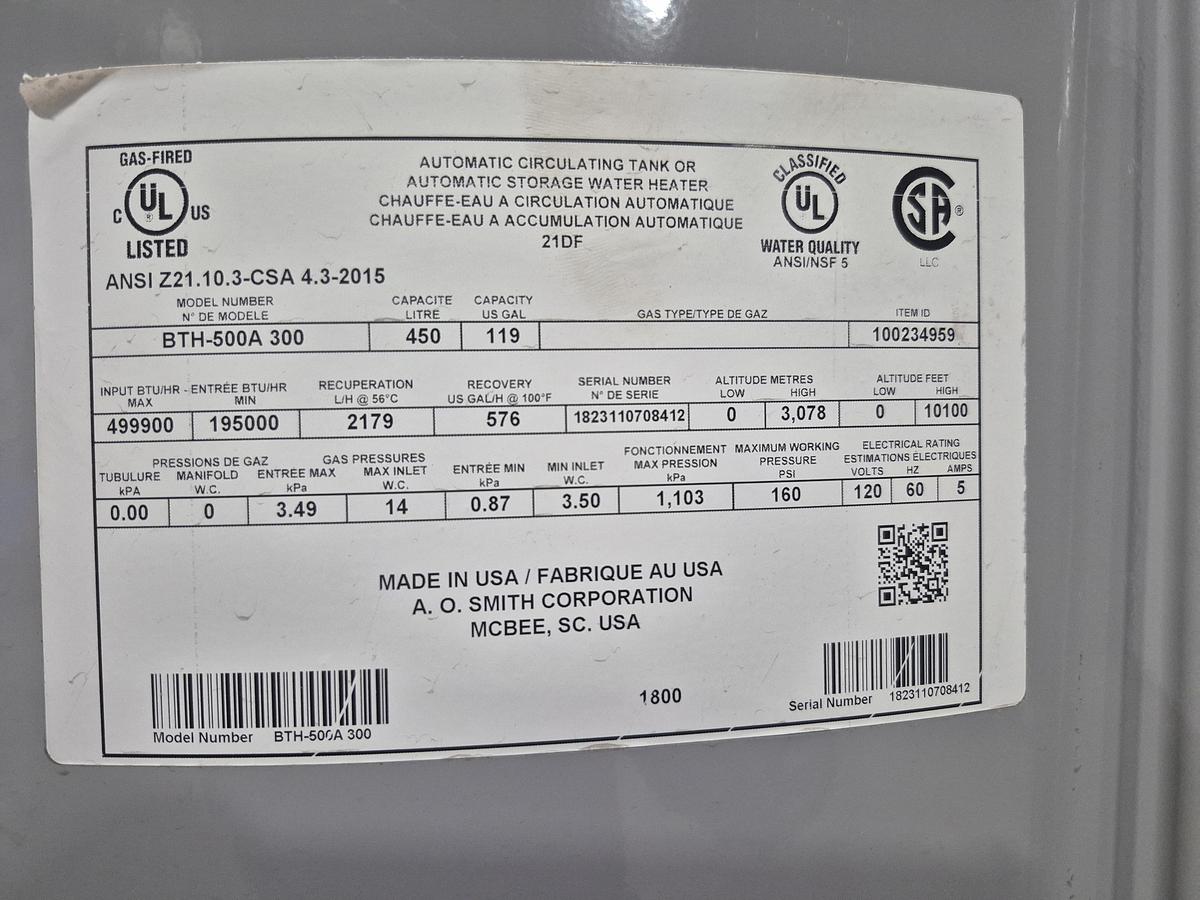 GAS-FIRED
C UL ® US
LISTED
AUTOMATIC CIRCULATING TANK OR
AUTOMATIC STORAGE WATER HEATER
CHAUFFE-EAU A CIRCULATION AUTOMATIQUE
CHAUFFE-EAU A ACCUMULATION AUTOMATIQUE
21DF
CLASSIFIED
UL
WATER QUALITY
ANSI/NSF 5
SA ®
LLC
ANSI Z21.10.3-CSA 4.3-2015
MODEL NUMBER CAPACITE CAPACITY
N° DE MODELE LITRE US GAL GAS TYPE/TYPE DE GAZ ITEM ID
BTH-500A 300 450 119 100234959
INPUT BTU/HR - ENTRÉE BTU/HR RECUPERATION RECOVERY SERIAL NUMBER ALTITUDE METRES ALTITUDE FEET
MAX MIN L/H @ 56°C US GAL/H @ 100°F N° DE SERIE LOW HIGH LOW HIGH
499900 195000 2179 576 1823110708412 0 3,078 0 10100
PRESSIONS DE GAZ GAS PRESSURES FONCTIONNEMENT MAXIMUM WORKING ELECTRICAL RATING
TUBULURE MANIFOLD ENTRÉE MAX MAX INLET ENTRÉE MIN MIN INLET MAX PRESSION PRESSURE ESTIMATIONS ÉLECTRIQUES
kPA W.C. kPa W.C. kPa W.C. kPa PSI VOLTS HZ AMPS
0.00 0 3.49 14 0.87 3.50 1,103 160 120 60 5
MADE IN USA / FABRIQUE AU USA
A. O. SMITH CORPORATION
MCBEE, SC. USA
1800
Model Number BTH-500A 300
Serial Number 1823110708412